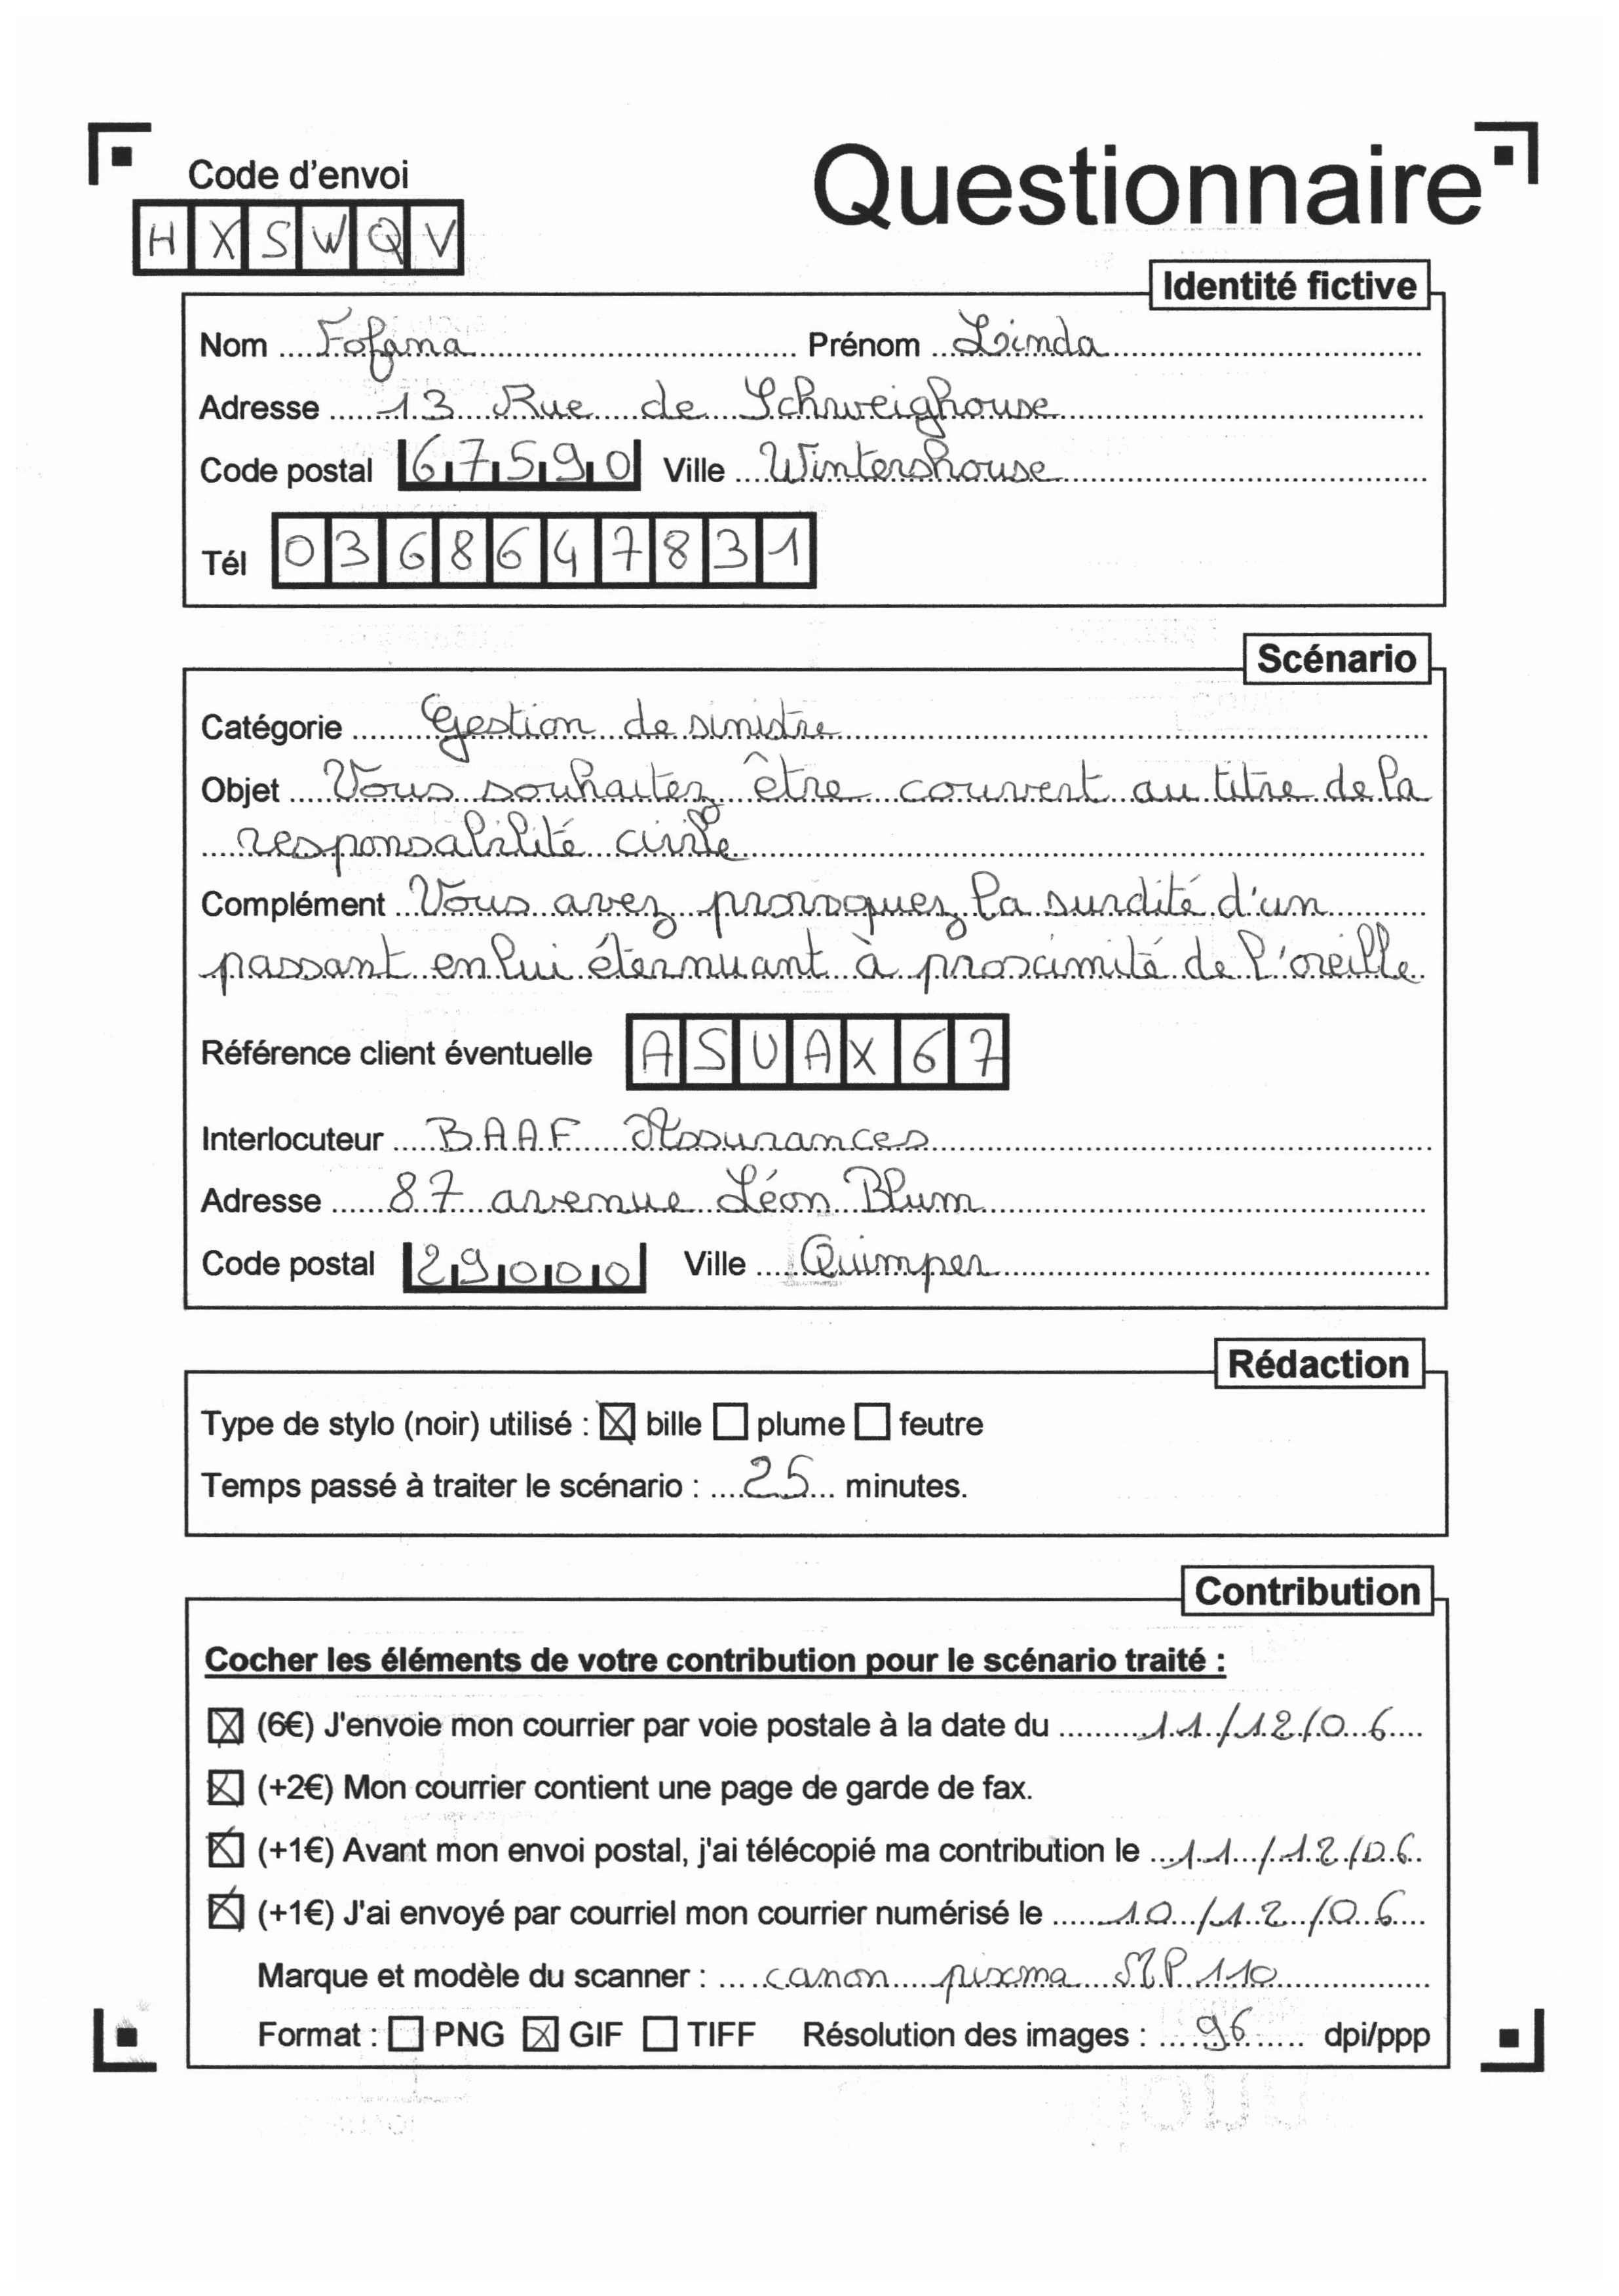 Code d'envoi
Questionnaire
H X S W Q V
Identité fictive
Nom Fofana Prénom Linda
Adresse 13 Rue de Schweighouse
Code postal 67590 Ville Wintershouse
Tél 0368647831
Scénario
Catégorie Gestion de sinistre
Objet Vous souhaitez être couvert au titre de la
responsabilité civile
Complément Vous avez provoquez la surdité d'un
passant en lui éternuant à proximité de l'oreille
Référence client éventuelle ASUAX67
Interlocuteur BAAF Assurances
Adresse 87 avenue Léon Blum
Code postal 29000 Ville Quimper
Rédaction
Type de stylo (noir) utilisé : ☒ bille ☐ plume ☐ feutre
Temps passé à traiter le scénario : 25 minutes.
Contribution
Cocher les éléments de votre contribution pour le scénario traité :
☒ (6€) J'envoie mon courrier par voie postale à la date du 11/12/06
☒ (+2€) Mon courrier contient une page de garde de fax.
☒ (+1€) Avant mon envoi postal, j'ai télécopié ma contribution le 11/12/06
☒ (+1€) J'ai envoyé par courriel mon courrier numérisé le 10/12/06
Marque et modèle du scanner : canon pixma MP 110
Format : ☐ PNG ☒ GIF ☐ TIFF Résolution des images : 96 dpi/ppp